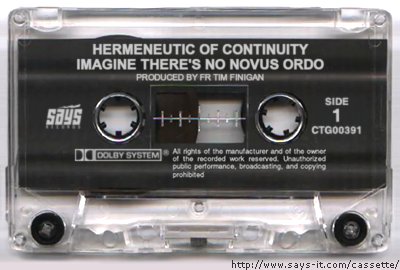 HERMENEUTIC OF CONTINUITY
IMAGINE THERE'S NO NOVUS ORDO
PRODUCED BY FR TIM FINIGAN
says
RECORDS
SIDE
1
CTG00391
DOLBY SYSTEM®
All rights of the manufacturer and of the owner
of the recorded work reserved. Unauthorized
public performance, broadcasting, and copying
prohibited
http://www.says-it.com/cassette/